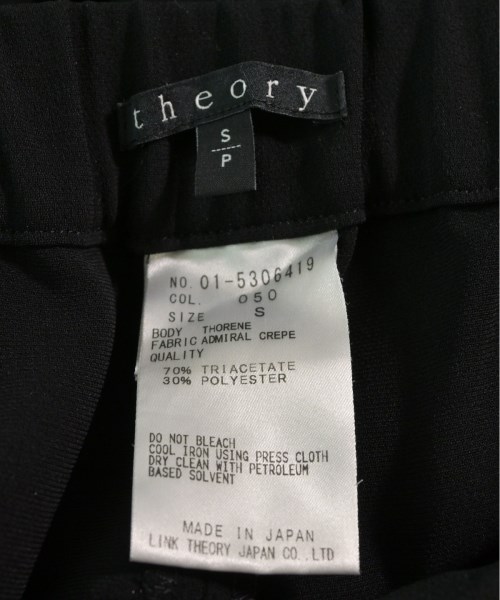 theory
S
P
NO. 01-5306419
COL. 050
SIZE S
BODY THORENE
FABRIC ADMIRAL CREPE
QUALITY
70% TRIACETATE
30% POLYESTER
DO NOT BLEACH
COOL IRON USING PRESS CLOTH
DRY CLEAN WITH PETROLEUM
BASED SOLVENT
MADE IN JAPAN
LINK THEORY JAPAN CO.,LTD